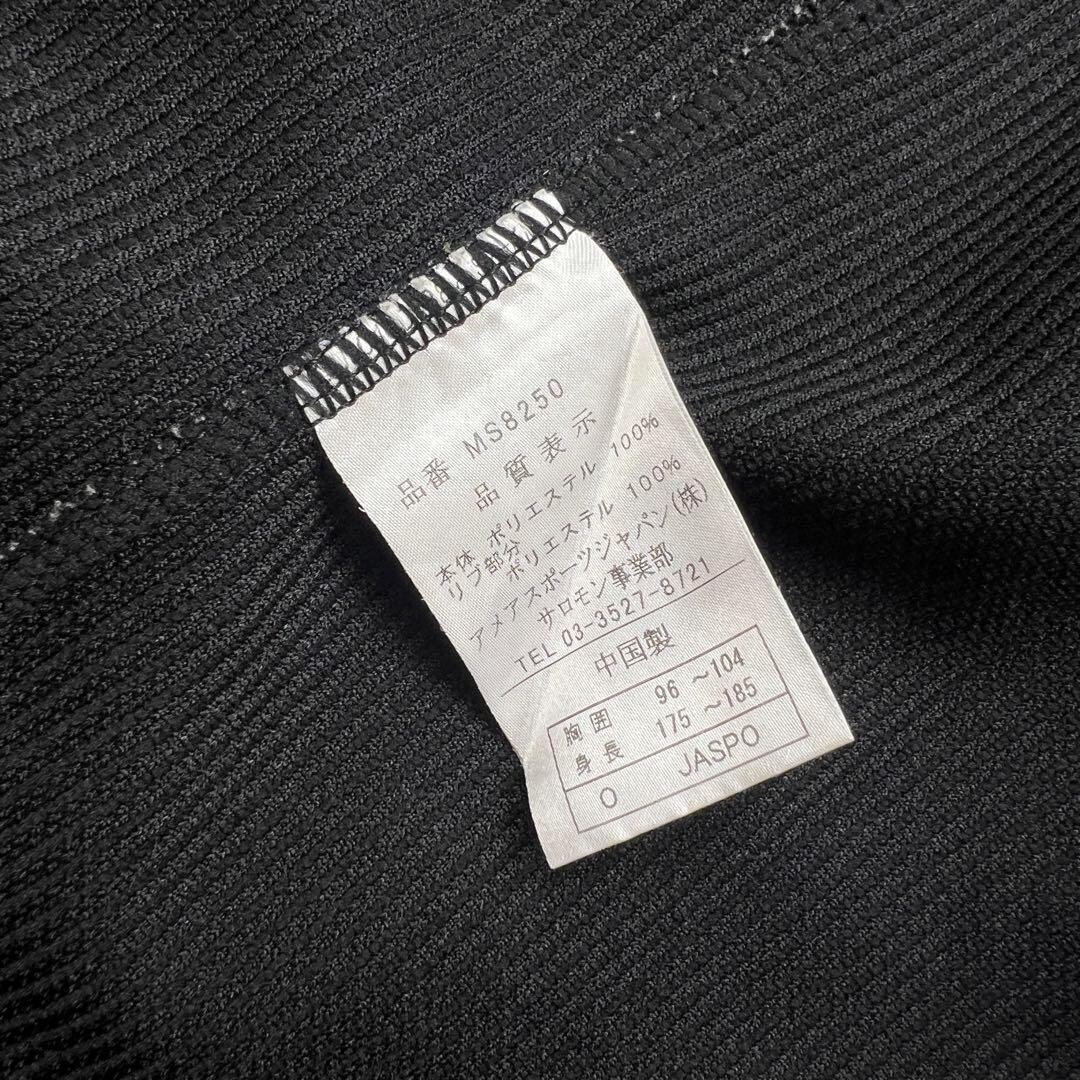 品番 MS8250
品質表示
本体 ポリエステル 100%
リブ部分
ポリエステル 100%
アメアスポーツジャパン(株)
サロモン事業部
TEL 03-3527-8721
中国製
胸囲 96 ～104
身長 175 ～185
O JASPO